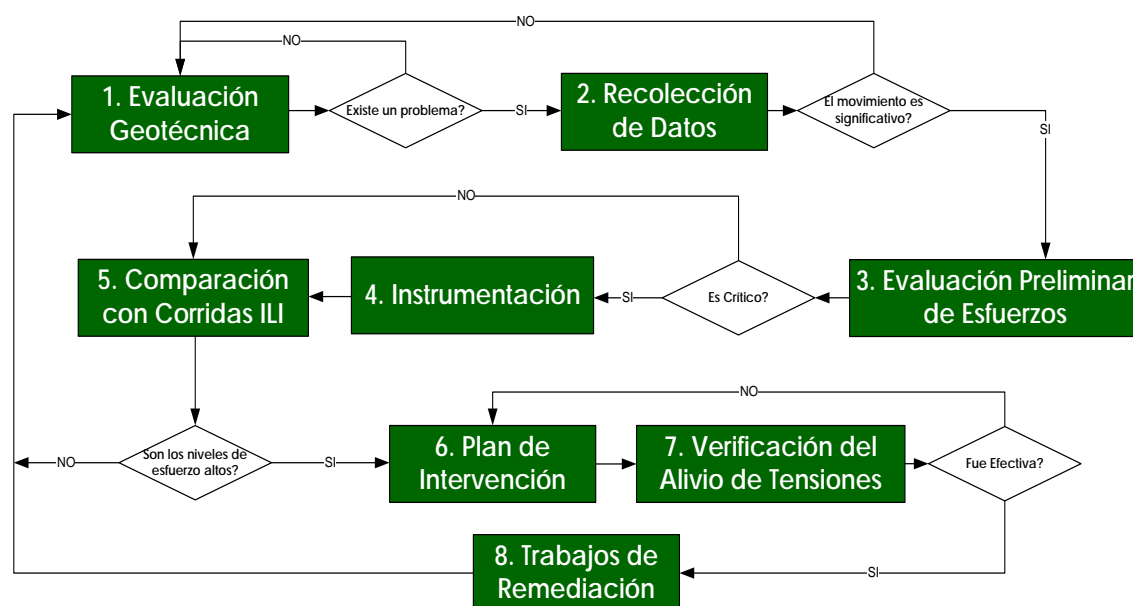 NO
NO
1. Evaluación
Geotécnica
Existe un problema?
SI
2. Recolección
de Datos
El movimiento es
significativo?
SI
NO
5. Comparación
con Corridas ILI
4. Instrumentación
SI
Es Crítico?
3. Evaluación Preliminar
de Esfuerzos
NO
Son los niveles de
esfuerzo altos?
SI
NO
6. Plan de
Intervención
7. Verificación del
Alivio de Tensiones
Fue Efectiva?
8. Trabajos de
Remediación
SI